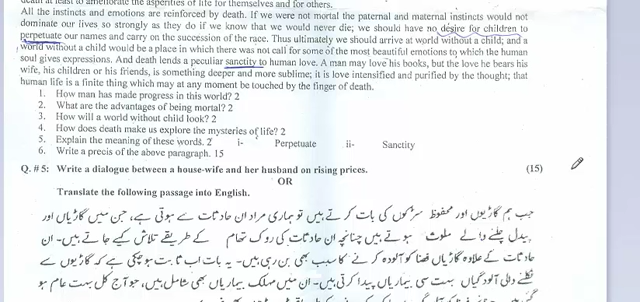 at least to ameliorate the asperities of life for themselves and for others.
All the instincts and emotions are reinforced by death. If we were not mortal the paternal and maternal instincts would not
dominate our lives so strongly as they do if we know that we would never die; we should have no desire for children to
perpetuate our names and carry on the succession of the race. Thus ultimately we should arrive at world without a child; and a
world without a child would be a place in which there was not call for some of the most beautiful emotions to which the human
soul gives expressions. And death lends a peculiar sanctity to human love. A man may love his books, but the love he bears his
wife, his children or his friends, is something deeper and more sublime; it is love intensified and purified by the thought; that
human life is a finite thing which may at any moment be touched by the finger of death.
1. How man has made progress in this world? 2
2. What are the advantages of being mortal? 2
3. How will a world without child look? 2
4. How does death make us explore the mysteries of life? 2
5. Explain the meaning of these words. 2 i- Perpetuate ii- Sanctity
6. Write a precis of the above paragraph. 15
Q. # 5: Write a dialogue between a house-wife and her husband on rising prices. (15)
OR
Translate the following passage into English.
جب ہم گاڑیوں اور محفوظ سڑکوں کی بات کرتے ہیں تو ہماری مراد ان حادثات سے ہوتی ہے، جن میں گاڑیاں اور
پیدل چلنے والے ملوث ہوتے ہیں چنانچہ ان حادثات کی روک تھام کے طریقے تلاش کیے جاتے ہیں۔ ان
حادثات کے علاوہ گاڑیاں فضا کو آلودہ کرنے کا سبب بھی بن رہی ہیں۔ یہ بات اب ثابت ہو چکی ہے کہ گاڑیوں سے
نکلنے والی آلودگیاں بہت سی بیماریاں پیدا کرتی ہیں۔ ان میں مہلک بیماریاں بھی شامل ہیں، جو آج کل بہت عام ہو